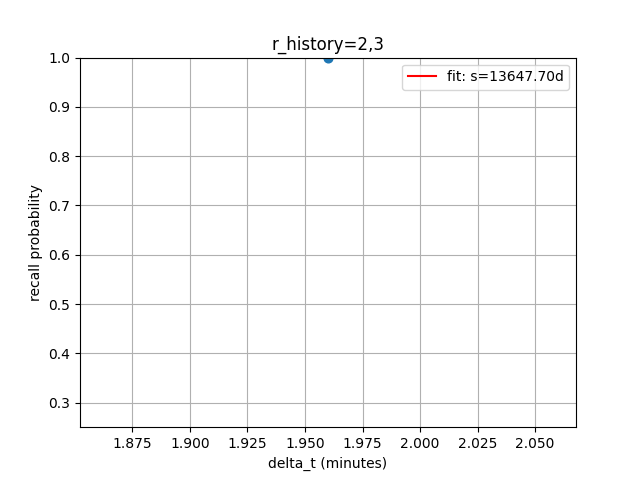 r_history=2,3
fit: s=13647.70d
recall probability
1.0
0.9
0.8
0.7
0.6
0.5
0.4
0.3
1.875 1.900 1.925 1.950 1.975 2.000 2.025 2.050
delta_t (minutes)